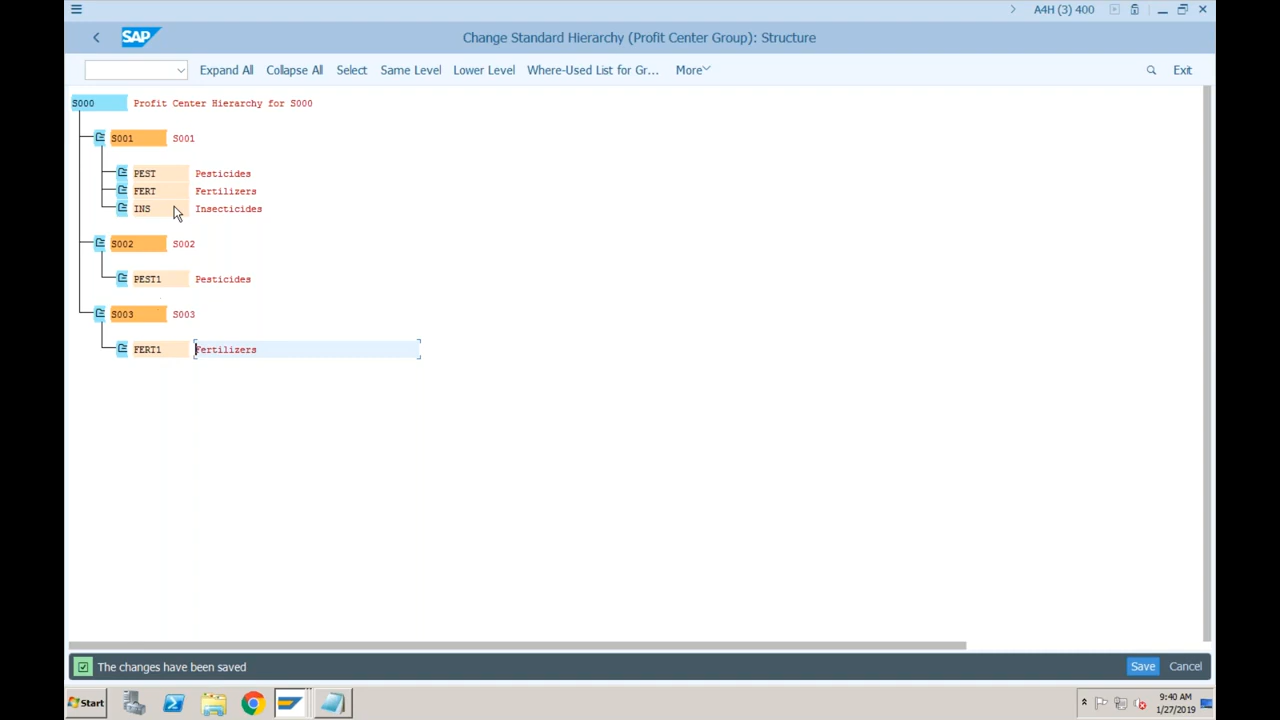 A4H (3) 400
SAP
Change Standard Hierarchy (Profit Center Group): Structure
Expand All Collapse All Select Same Level Lower Level Where-Used List for Gr... More Exit
S000 Profit Center Hierarchy for S000
S001 S001
PEST Pesticides
FERT Fertilizers
INS Insecticides
S002 S002
PEST1 Pesticides
S003 S003
FERT1 Fertilizers
The changes have been saved Save Cancel
Start 9:40 AM
1/27/2019